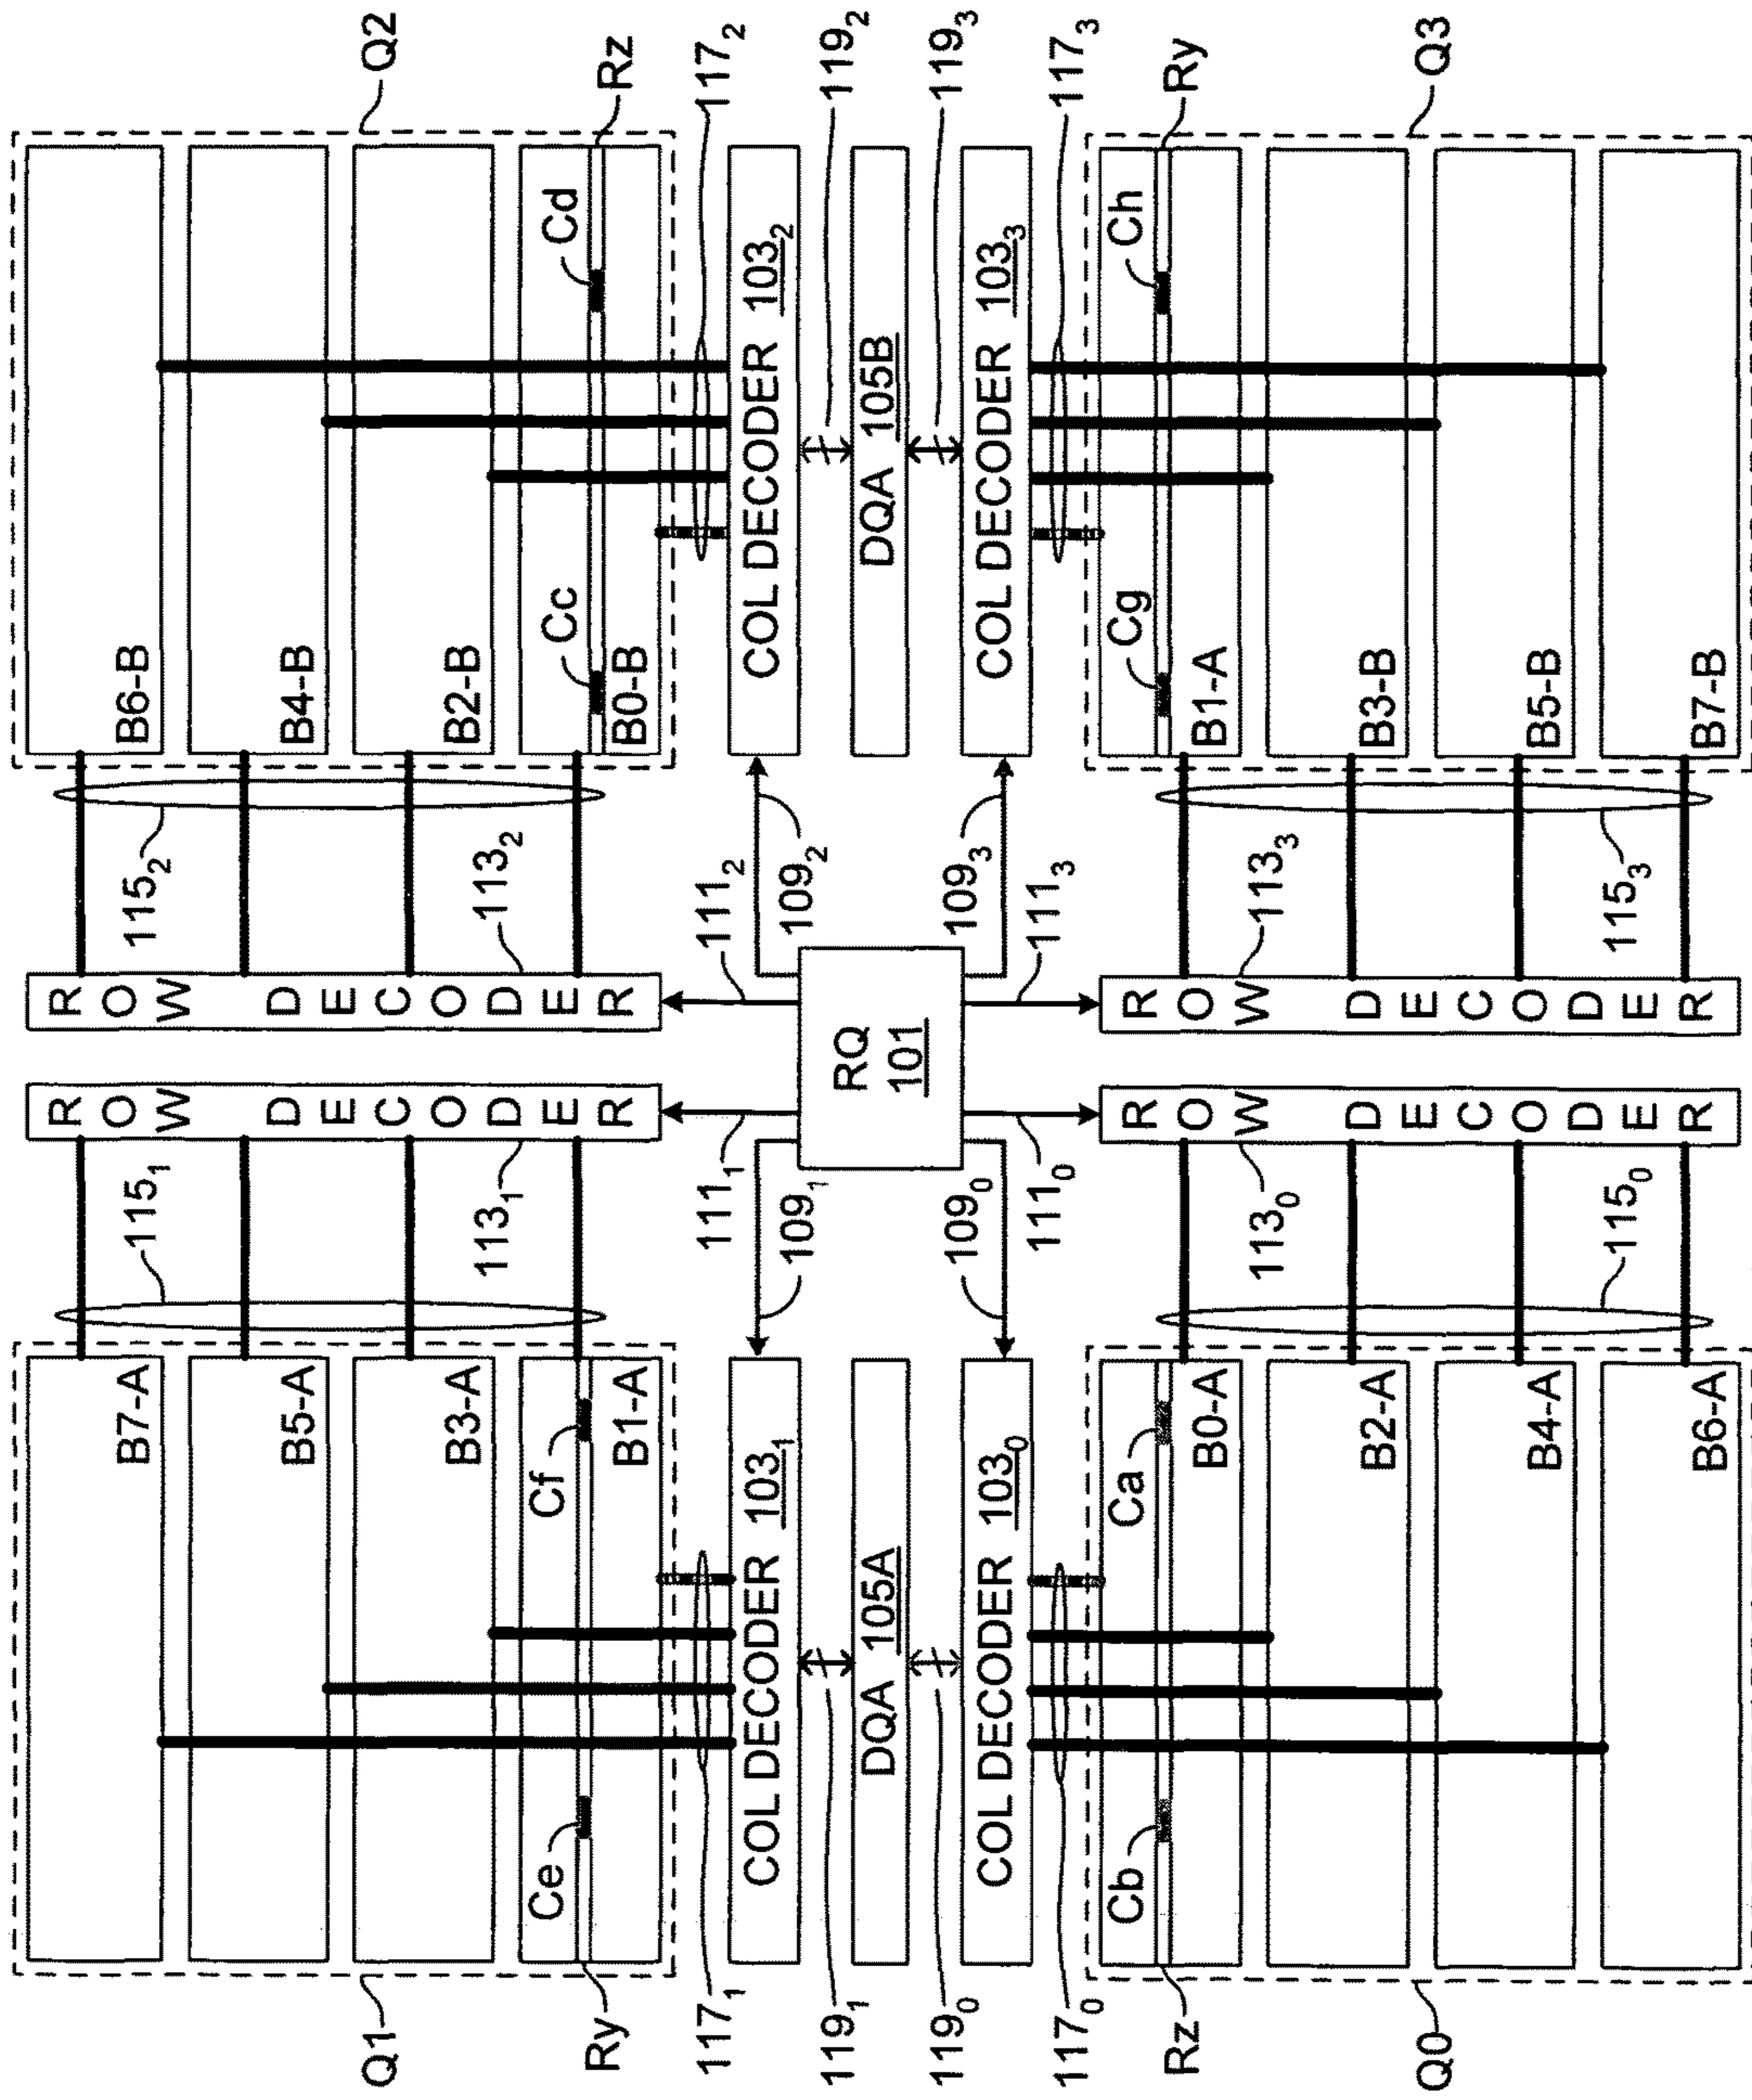 B7-A
ROW DECODER
ROW DECODER
B6-B
115₁
115₂
B5-A
B4-B
Q1
Q2
B3-A
B2-B
113₁
113₂
Ce
Cf
Cc
Cd
Ry
B1-A
B0-B
Rz
117₁
111₁
111₂
117₂
COL DECODER 103₁
COL DECODER 103₂
109₁
109₂
119₁
119₂
RQ
101
DQA 105A
DQA 105B
119₀
119₃
109₀
109₃
COL DECODER 103₀
COL DECODER 103₃
117₀
111₀
111₃
117₃
Cb
Ca
Cg
Ch
Rz
Ry
B0-A
ROW DECODER
ROW DECODER
B1-A
113₀
113₃
B2-A
B3-B
Q0
Q3
B4-A
B5-B
115₀
115₃
B6-A
B7-B